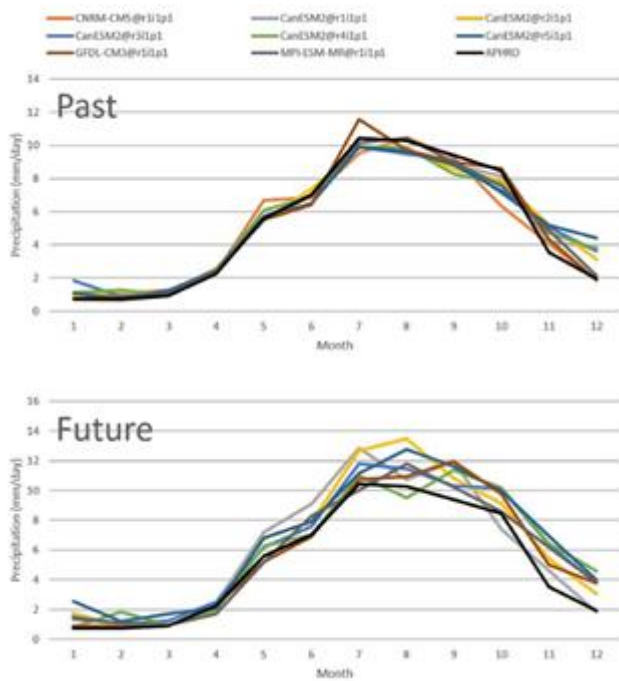 CNRM-CM5@r1i1p1 CanESM2@r1i1p1 CanESM2@r2i1p1
CanESM2@r3i1p1 CanESM2@r4i1p1 CanESM2@r5i1p1
GFDL-CM3@r1i1p1 MPI-ESM-MR@r1i1p1 APHRO
Past
Precipitation (mm/day)
14
12
10
8
6
4
2
0
1 2 3 4 5 6 7 8 9 10 11 12
Month
Future
Precipitation (mm/day)
16
14
12
10
8
6
4
2
0
1 2 3 4 5 6 7 8 9 10 11 12
Month